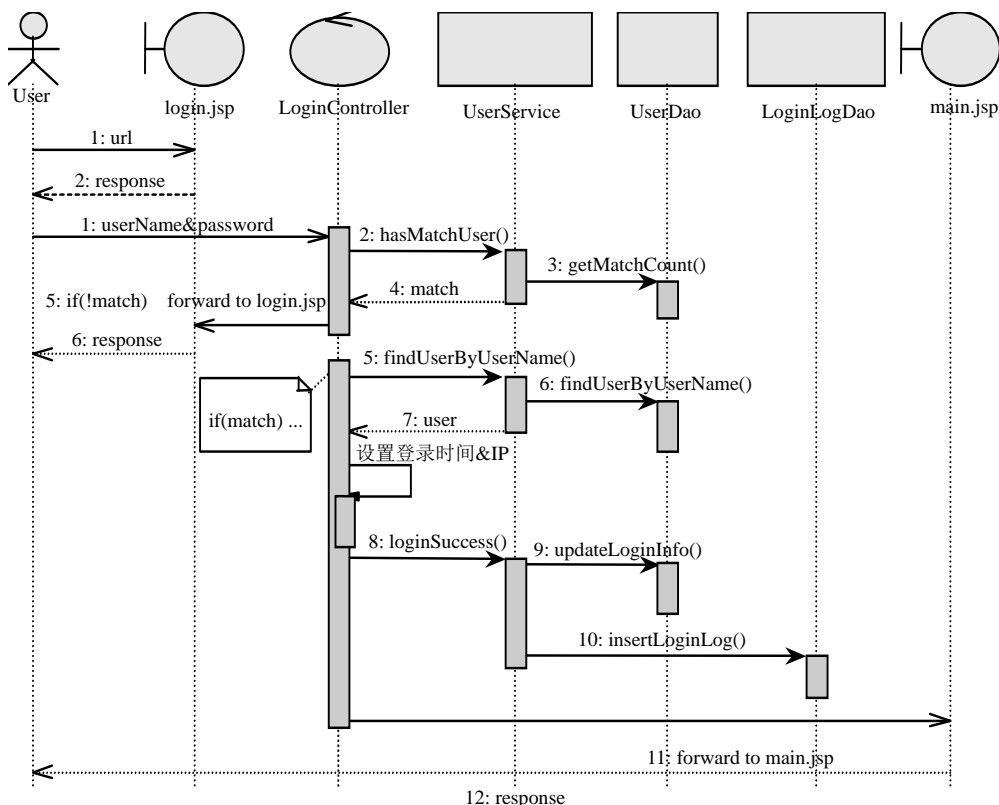 User
login.jsp
LoginController
UserService
UserDao
LoginLogDao
main.jsp
1: url
2: response
1: userName&password
2: hasMatchUser()
3: getMatchCount()
4: match
5: if(!match) forward to login.jsp
6: response
5: findUserByUserName()
6: findUserByUserName()
if(match) ...
7: user
设置登录时间&IP
8: loginSuccess()
9: updateLoginInfo()
10: insertLoginLog()
11: forward to main.jsp
12: response